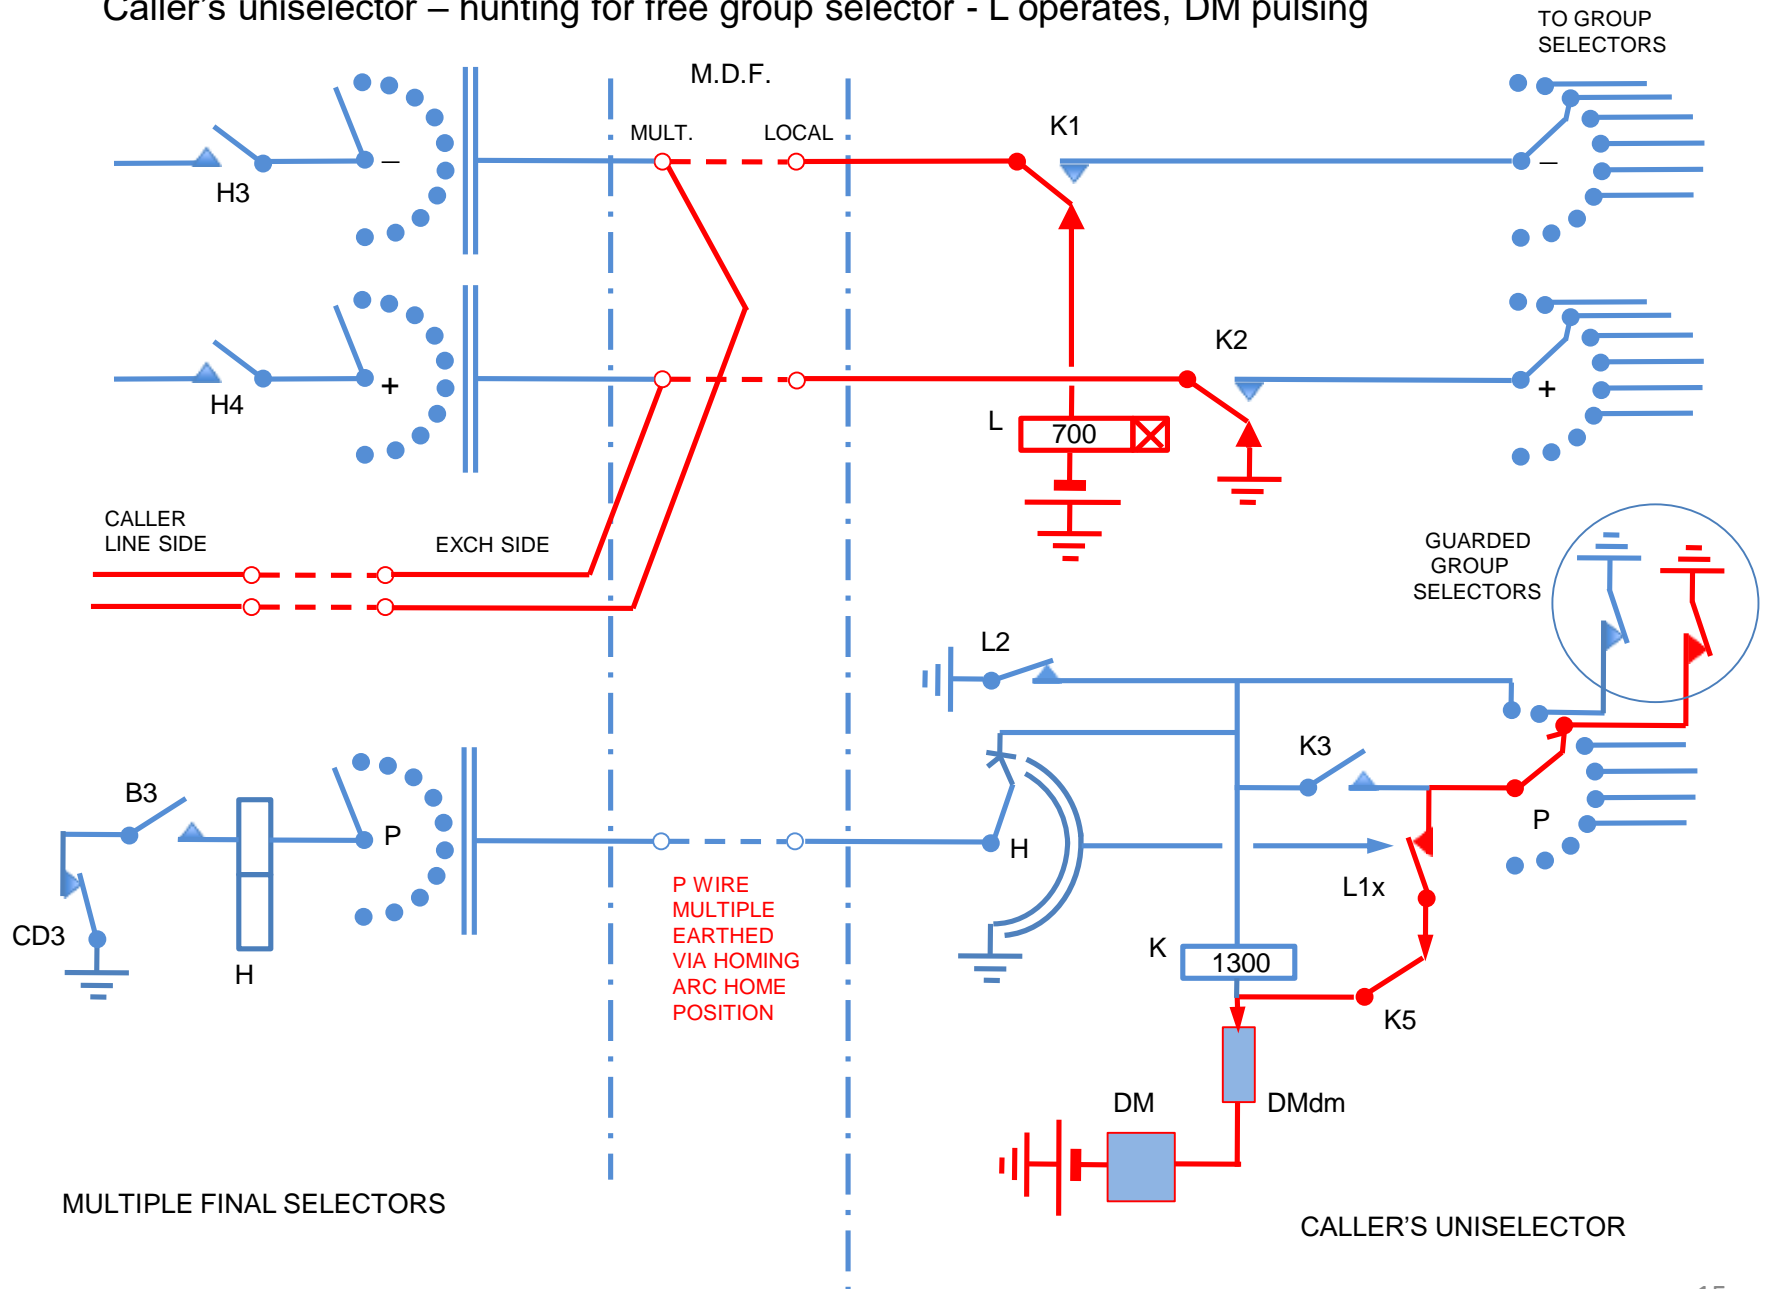 Caller's uniselector – hunting for free group selector - L operates, DM pulsing
TO GROUP
SELECTORS
M.D.F.
MULT.
LOCAL
K1
H3
–
–
K2
H4
+
+
L
700
CALLER
LINE SIDE
EXCH SIDE
GUARDED
GROUP
SELECTORS
L2
K3
B3
P
H
P
L1x
P WIRE
MULTIPLE
EARTHED
VIA HOMING
ARC HOME
POSITION
CD3
H
K
1300
K5
DM
DMdm
MULTIPLE FINAL SELECTORS
CALLER'S UNISELECTOR